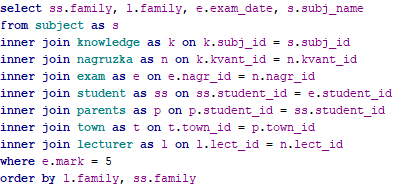 select ss.family, l.family, e.exam_date, s.subj_name
from subject as s
inner join knowledge as k on k.subj_id = s.subj_id
inner join nagruzka as n on k.kvant_id = n.kvant_id
inner join exam as e on e.nagr_id = n.nagr_id
inner join student as ss on ss.student_id = e.student_id
inner join parents as p on p.student_id = ss.student_id
inner join town as t on t.town_id = p.town_id
inner join lecturer as l on l.lect_id = n.lect_id
where e.mark = 5
order by l.family, ss.family